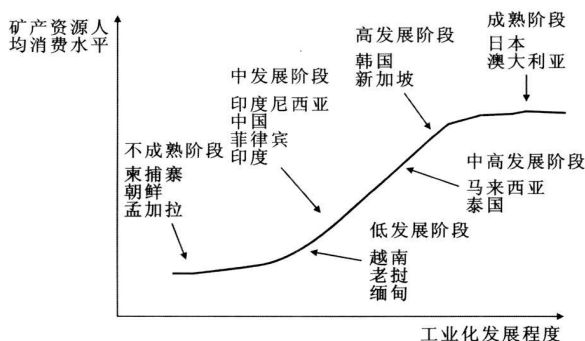 矿产资源人
均消费水平
成熟阶段
日本
澳大利亚
高发展阶段
韩国
新加坡
中发展阶段
印度尼西亚
中国
菲律宾
印度
不成熟阶段
柬捕寨
朝鲜
孟加拉
中高发展阶段
马来西亚
泰国
低发展阶段
越南
老挝
缅甸
工业化发展程度